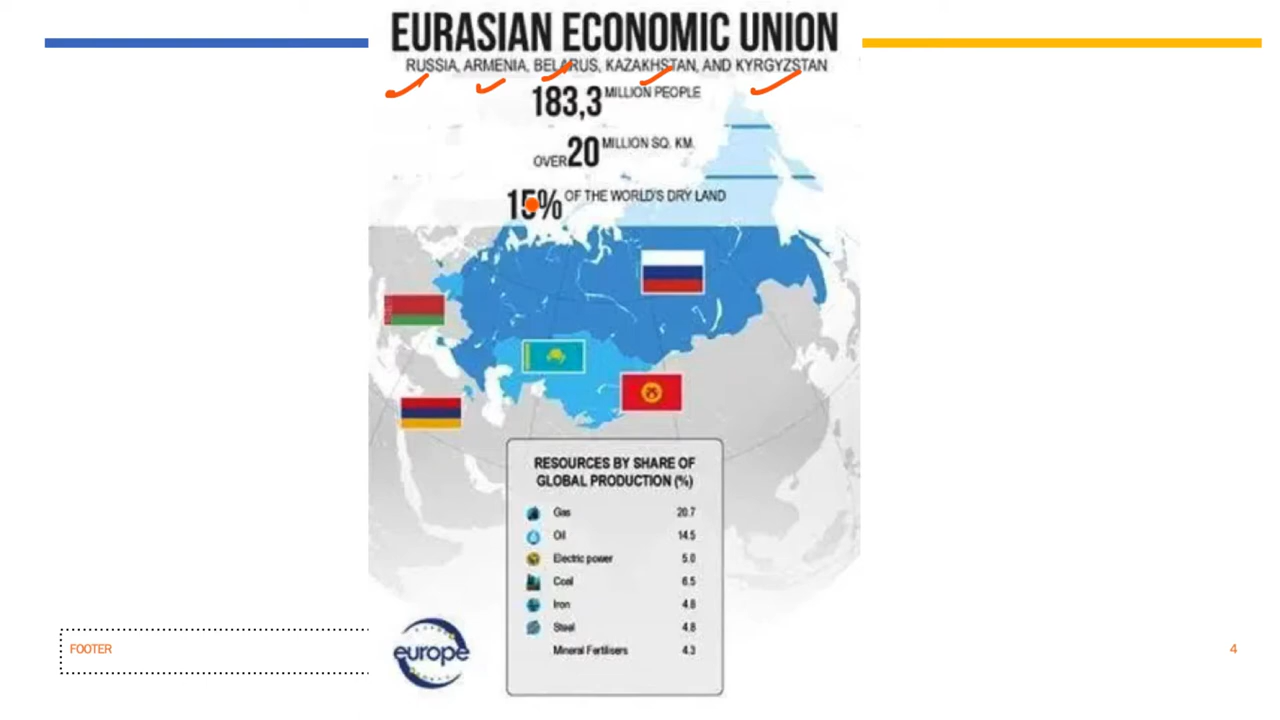 EURASIAN ECONOMIC UNION
RUSSIA, ARMENIA, BELARUS, KAZAKHSTAN, AND KYRGYZSTAN
183,3 MILLION PEOPLE
OVER 20 MILLION SQ. KM.
15% OF THE WORLD'S DRY LAND
RESOURCES BY SHARE OF
GLOBAL PRODUCTION (%)
Gas 20.7
Oil 14.5
Electric power 5.0
Coal 6.5
Iron 4.8
Steel 4.8
Mineral Fertilisers 4.3
europe
FOOTER
4